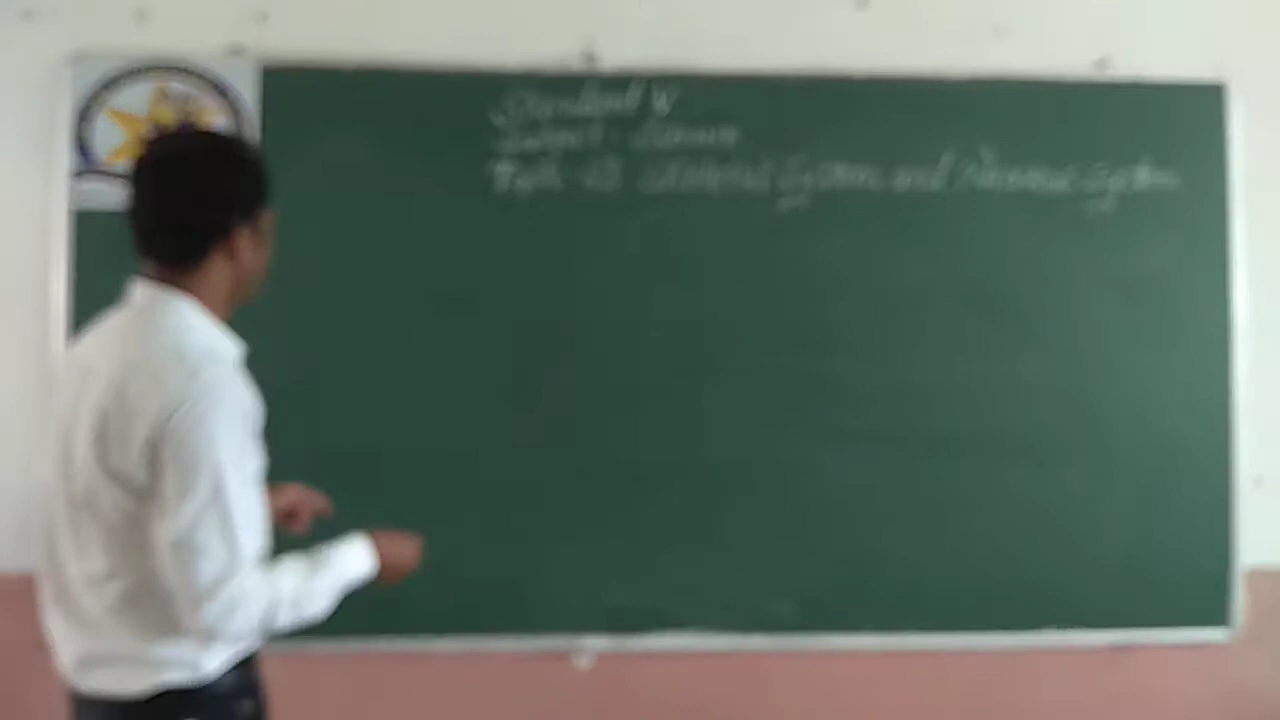 Standard V
Subject - Science
Topic Skeletal System and Nervous System